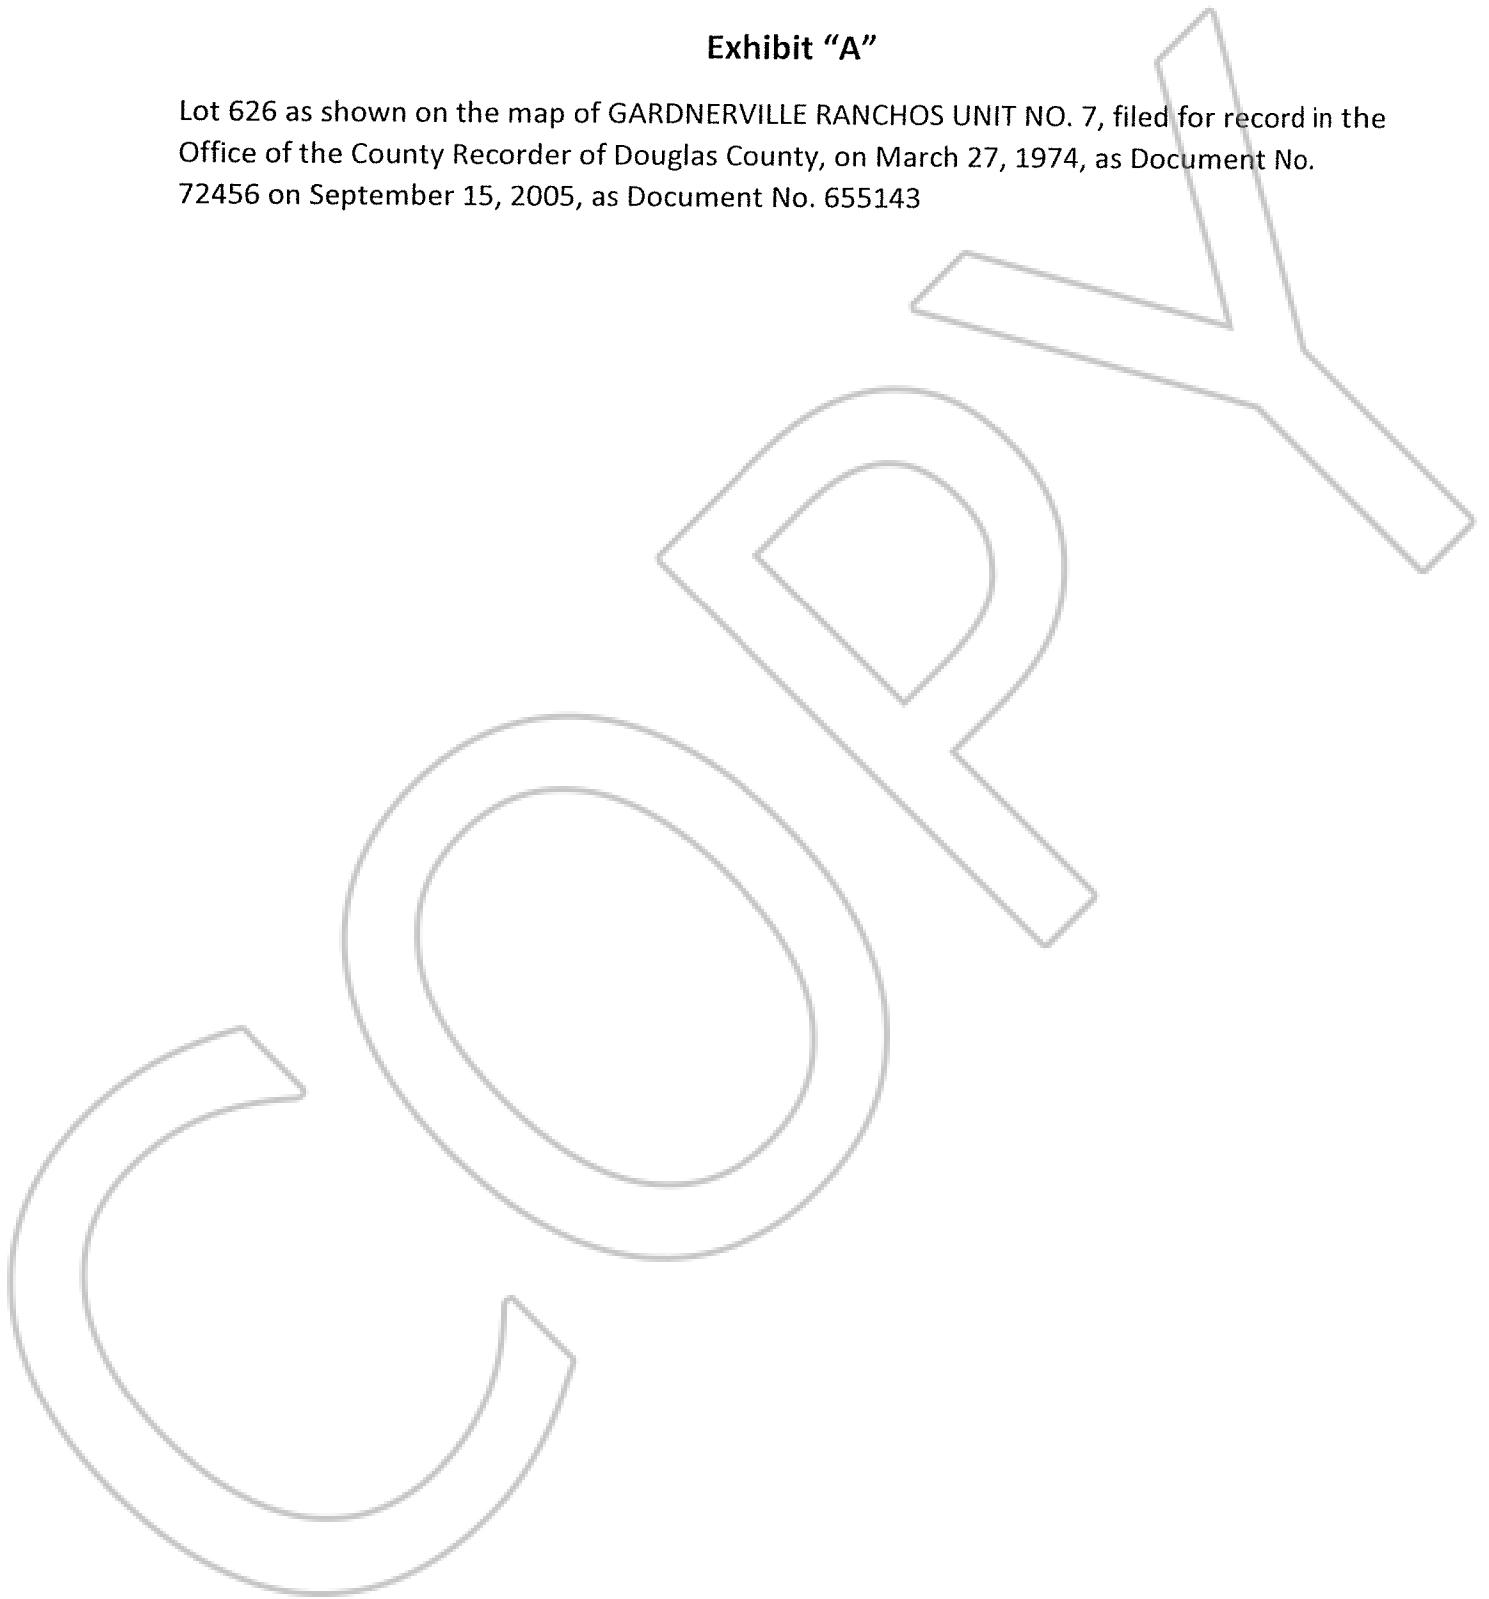 Exhibit “A”
Lot 626 as shown on the map of GARDNERVILLE RANCHOS UNIT NO. 7, filed for record in the
Office of the County Recorder of Douglas County, on March 27, 1974, as Document No.
72456 on September 15, 2005, as Document No. 655143
COPY